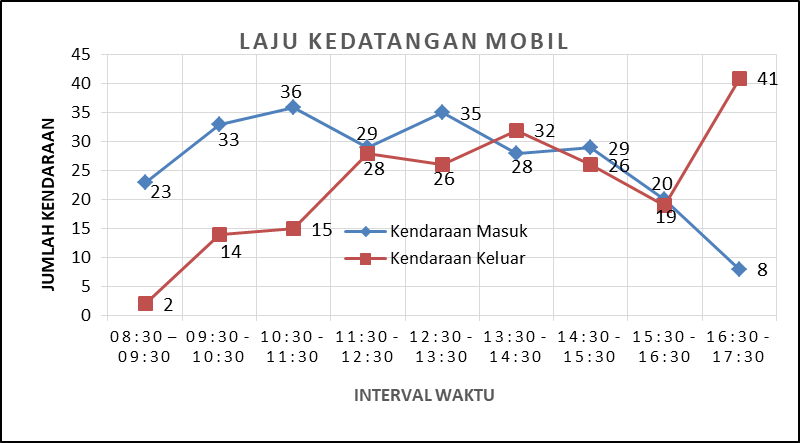 LAJU KEDATANGAN MOBIL
JUMLAH KENDARAAN
45
40
35
30
25
20
15
10
5
0
23
33
36
29
35
28
29
20
8
2
14
15
28
26
32
26
19
41
Kendaraan Masuk
Kendaraan Keluar
08:30 – 09:30
09:30 - 10:30
10:30 - 11:30
11:30 - 12:30
12:30 - 13:30
13:30 - 14:30
14:30 - 15:30
15:30 - 16:30
16:30 - 17:30
INTERVAL WAKTU